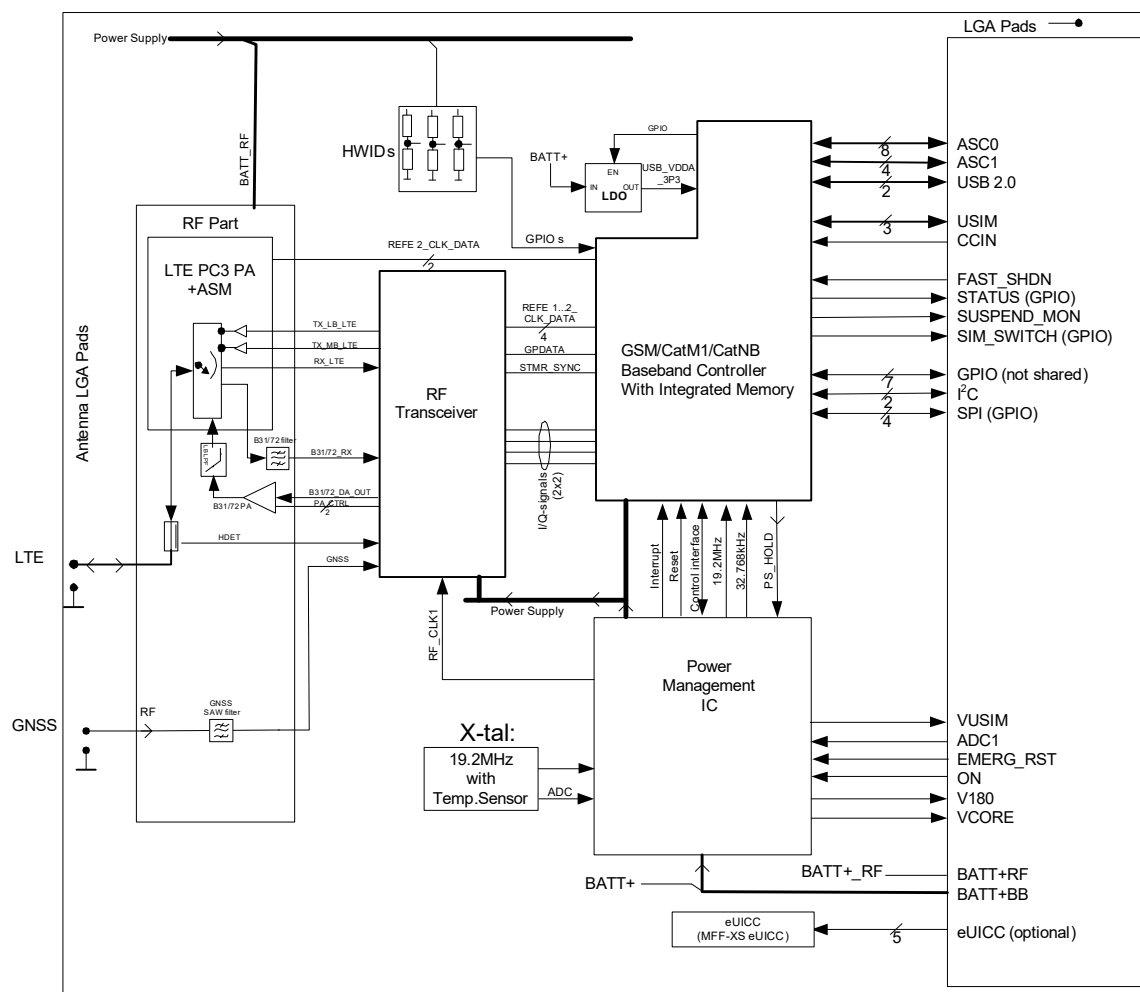 LGA Pads
Power Supply
BATT_RF
HWIDs
GPIO
BATT+
EN
IN
OUT
LDO
USB_VDDA
_3P3
GPIO s
ASC0
8
ASC1
4
USB 2.0
2
USIM
3
CCIN
FAST_SHDN
STATUS (GPIO)
SUSPEND_MON
SIM_SWITCH (GPIO)
GPIO (not shared)
7
I2C
2
SPI (GPIO)
4
RF Part
LTE PC3 PA
+ASM
REFE 2_CLK_DATA
2
TX_LB_LTE
TX_MB_LTE
RX_LTE
REFE 1...2_
CLK_DATA
4
GPDATA
STMR_SYNC
RF
Transceiver
GSM/CatM1/CatNB
Baseband Controller
With Integrated Memory
Antenna LGA Pads
LBLPF
B31/72 filter
B31/72_RX
B31/72PA
B31/72_DA_OUT
PA_CTRL
2
I/Q-signals
(2x2)
HDET
GNSS
LTE
Interrupt
Reset
Control interface
19.2MHz
32.768kHz
PS_HOLD
Power Supply
RF_CLK1
Power
Management
IC
GNSS
RF
GNSS
SAW filter
X-tal:
19.2MHz
with
Temp.Sensor
ADC
VUSIM
ADC1
EMERG_RST
ON
V180
VCORE
BATT+_RF
BATT+RF
BATT+
BATT+BB
eUICC
(MFF-XS eUICC)
5
eUICC (optional)